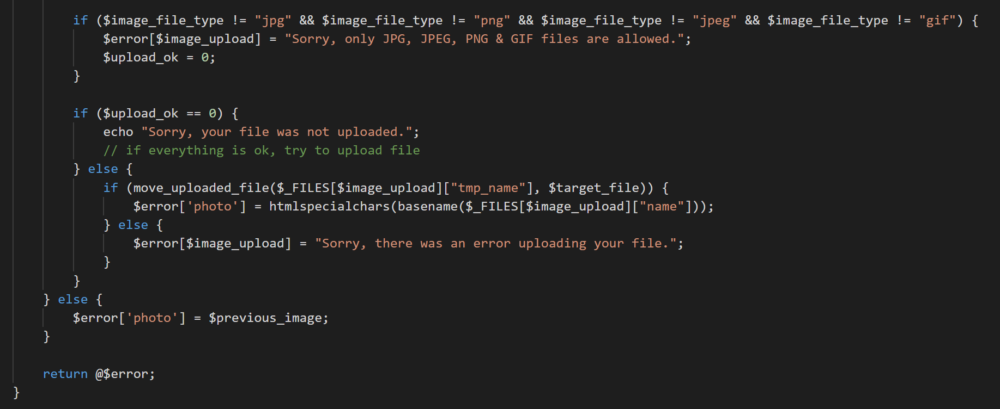 if ($image_file_type != "jpg" && $image_file_type != "png" && $image_file_type != "jpeg" && $image_file_type != "gif") {
$error[$image_upload] = "Sorry, only JPG, JPEG, PNG & GIF files are allowed.";
$upload_ok = 0;
}
if ($upload_ok == 0) {
echo "Sorry, your file was not uploaded.";
// if everything is ok, try to upload file
} else {
if (move_uploaded_file($_FILES[$image_upload]["tmp_name"], $target_file)) {
$error['photo'] = htmlspecialchars(basename($_FILES[$image_upload]["name"]));
} else {
$error[$image_upload] = "Sorry, there was an error uploading your file.";
}
}
} else {
$error['photo'] = $previous_image;
}
return @$error;
}